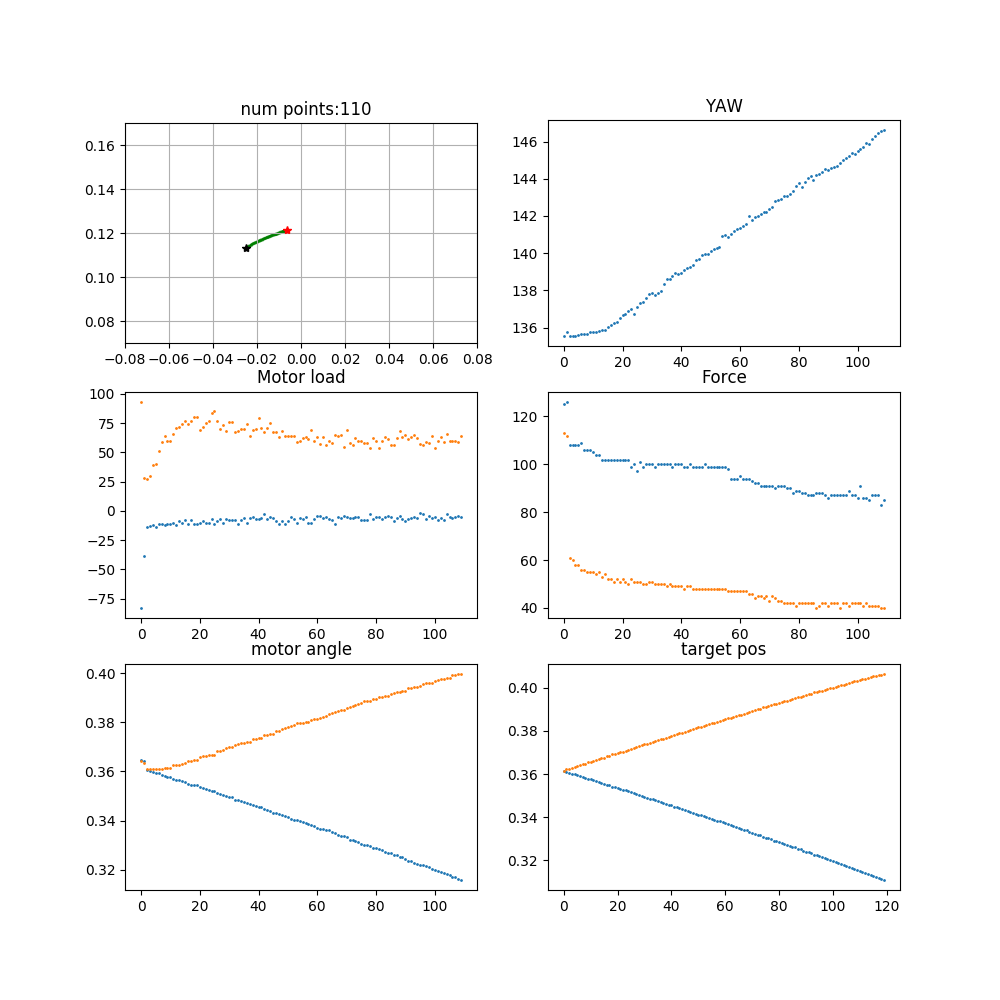 num points:110
0.16
0.14
0.12
0.10
0.08
−0.08 −0.06 −0.04 −0.02 0.00 0.02 0.04 0.06 0.08
YAW
146
144
142
140
138
136
0 20 40 60 80 100
Motor load
100
75
50
25
0
−25
−50
−75
0 20 40 60 80 100
Force
120
100
80
60
40
0 20 40 60 80 100
motor angle
0.40
0.38
0.36
0.34
0.32
0 20 40 60 80 100
target pos
0.40
0.38
0.36
0.34
0.32
0 20 40 60 80 100 120